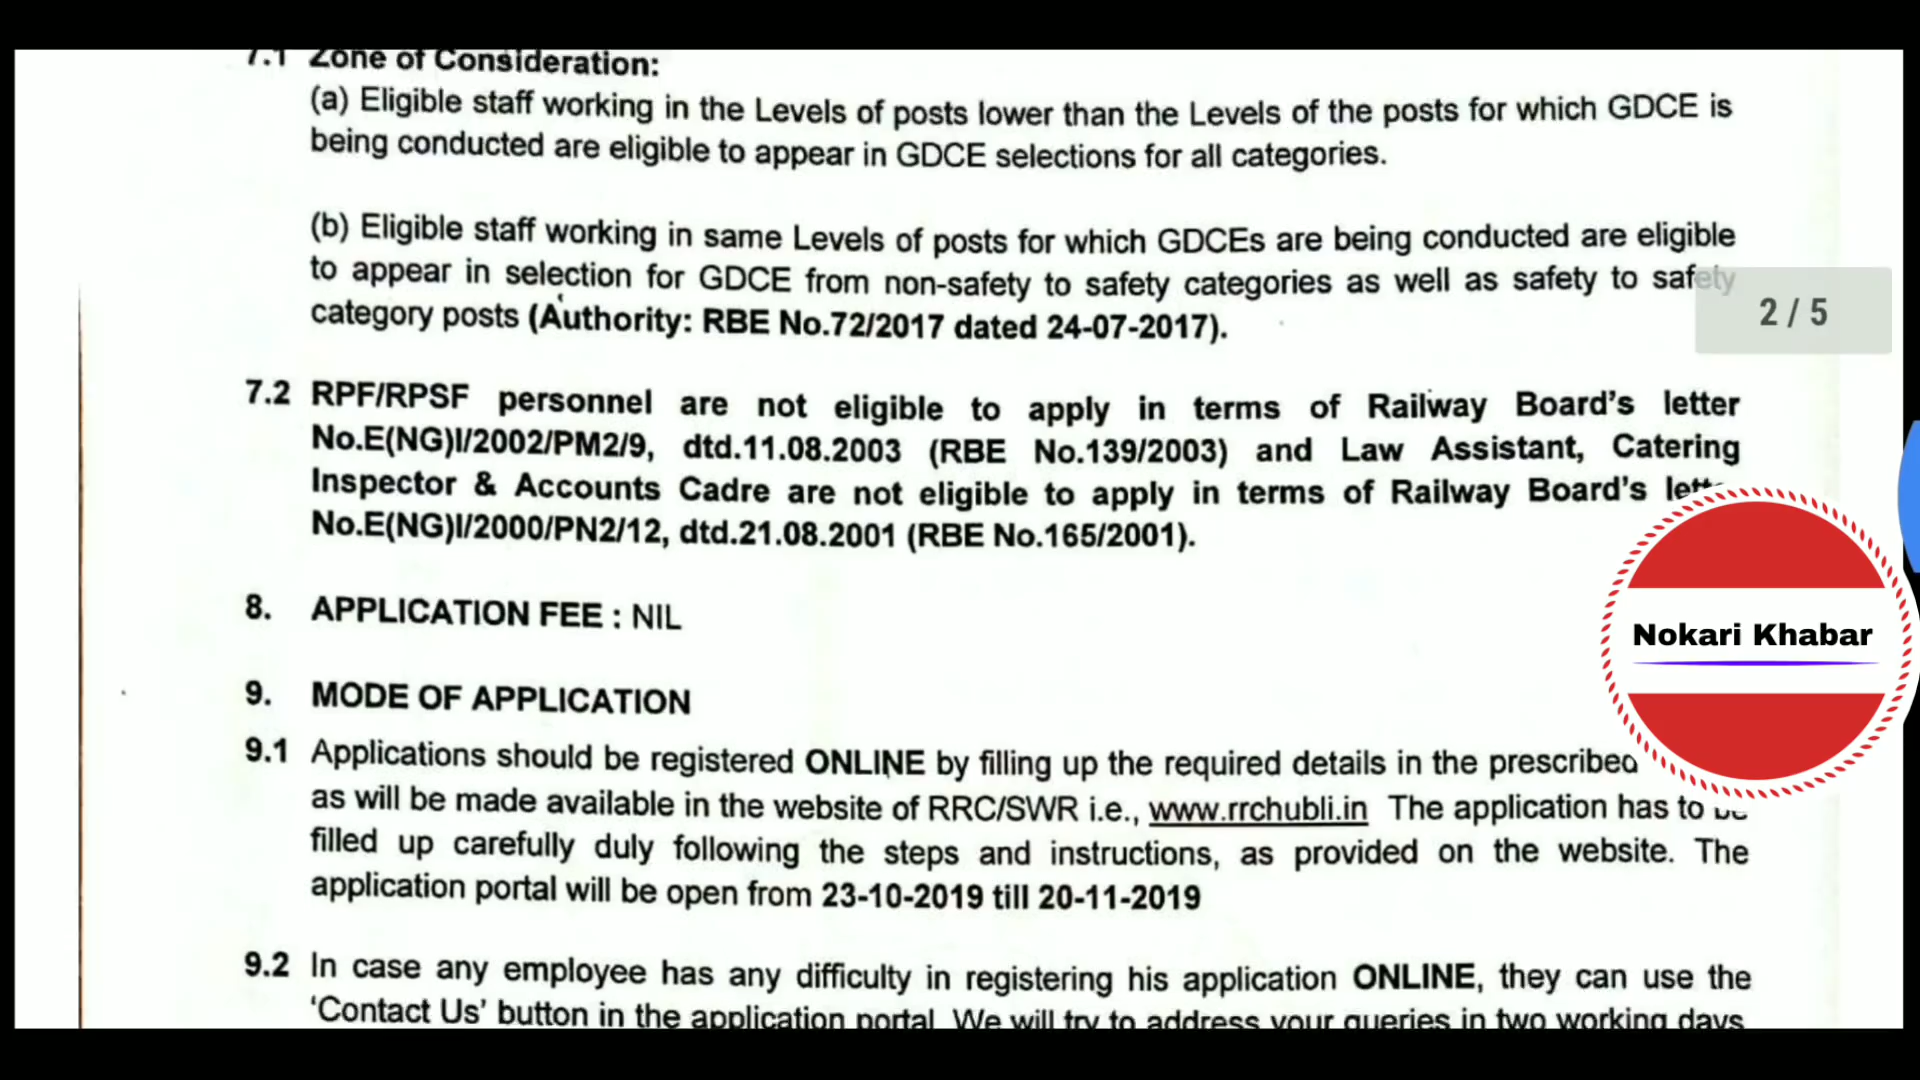 7.1 Zone of Consideration:
(a) Eligible staff working in the Levels of posts lower than the Levels of the posts for which GDCE is
being conducted are eligible to appear in GDCE selections for all categories.
(b) Eligible staff working in same Levels of posts for which GDCEs are being conducted are eligible
to appear in selection for GDCE from non-safety to safety categories as well as safety to safety
category posts (Authority: RBE No.72/2017 dated 24-07-2017).
2 / 5
7.2 RPF/RPSF personnel are not eligible to apply in terms of Railway Board's letter
No.E(NG)I/2002/PM2/9, dtd.11.08.2003 (RBE No.139/2003) and Law Assistant, Catering
Inspector & Accounts Cadre are not eligible to apply in terms of Railway Board's
No.E(NG)I/2000/PN2/12, dtd.21.08.2001 (RBE No.165/2001).
8. APPLICATION FEE : NIL
Nokari Khabar
9. MODE OF APPLICATION
9.1 Applications should be registered ONLINE by filling up the required details in the prescribed
as will be made available in the website of RRC/SWR i.e., www.rrchubli.in The application has to be
filled up carefully duly following the steps and instructions, as provided on the website. The
application portal will be open from 23-10-2019 till 20-11-2019
9.2 In case any employee has any difficulty in registering his application ONLINE, they can use the
'Contact Us' button in the application portal. We will try to address your queries in two working days